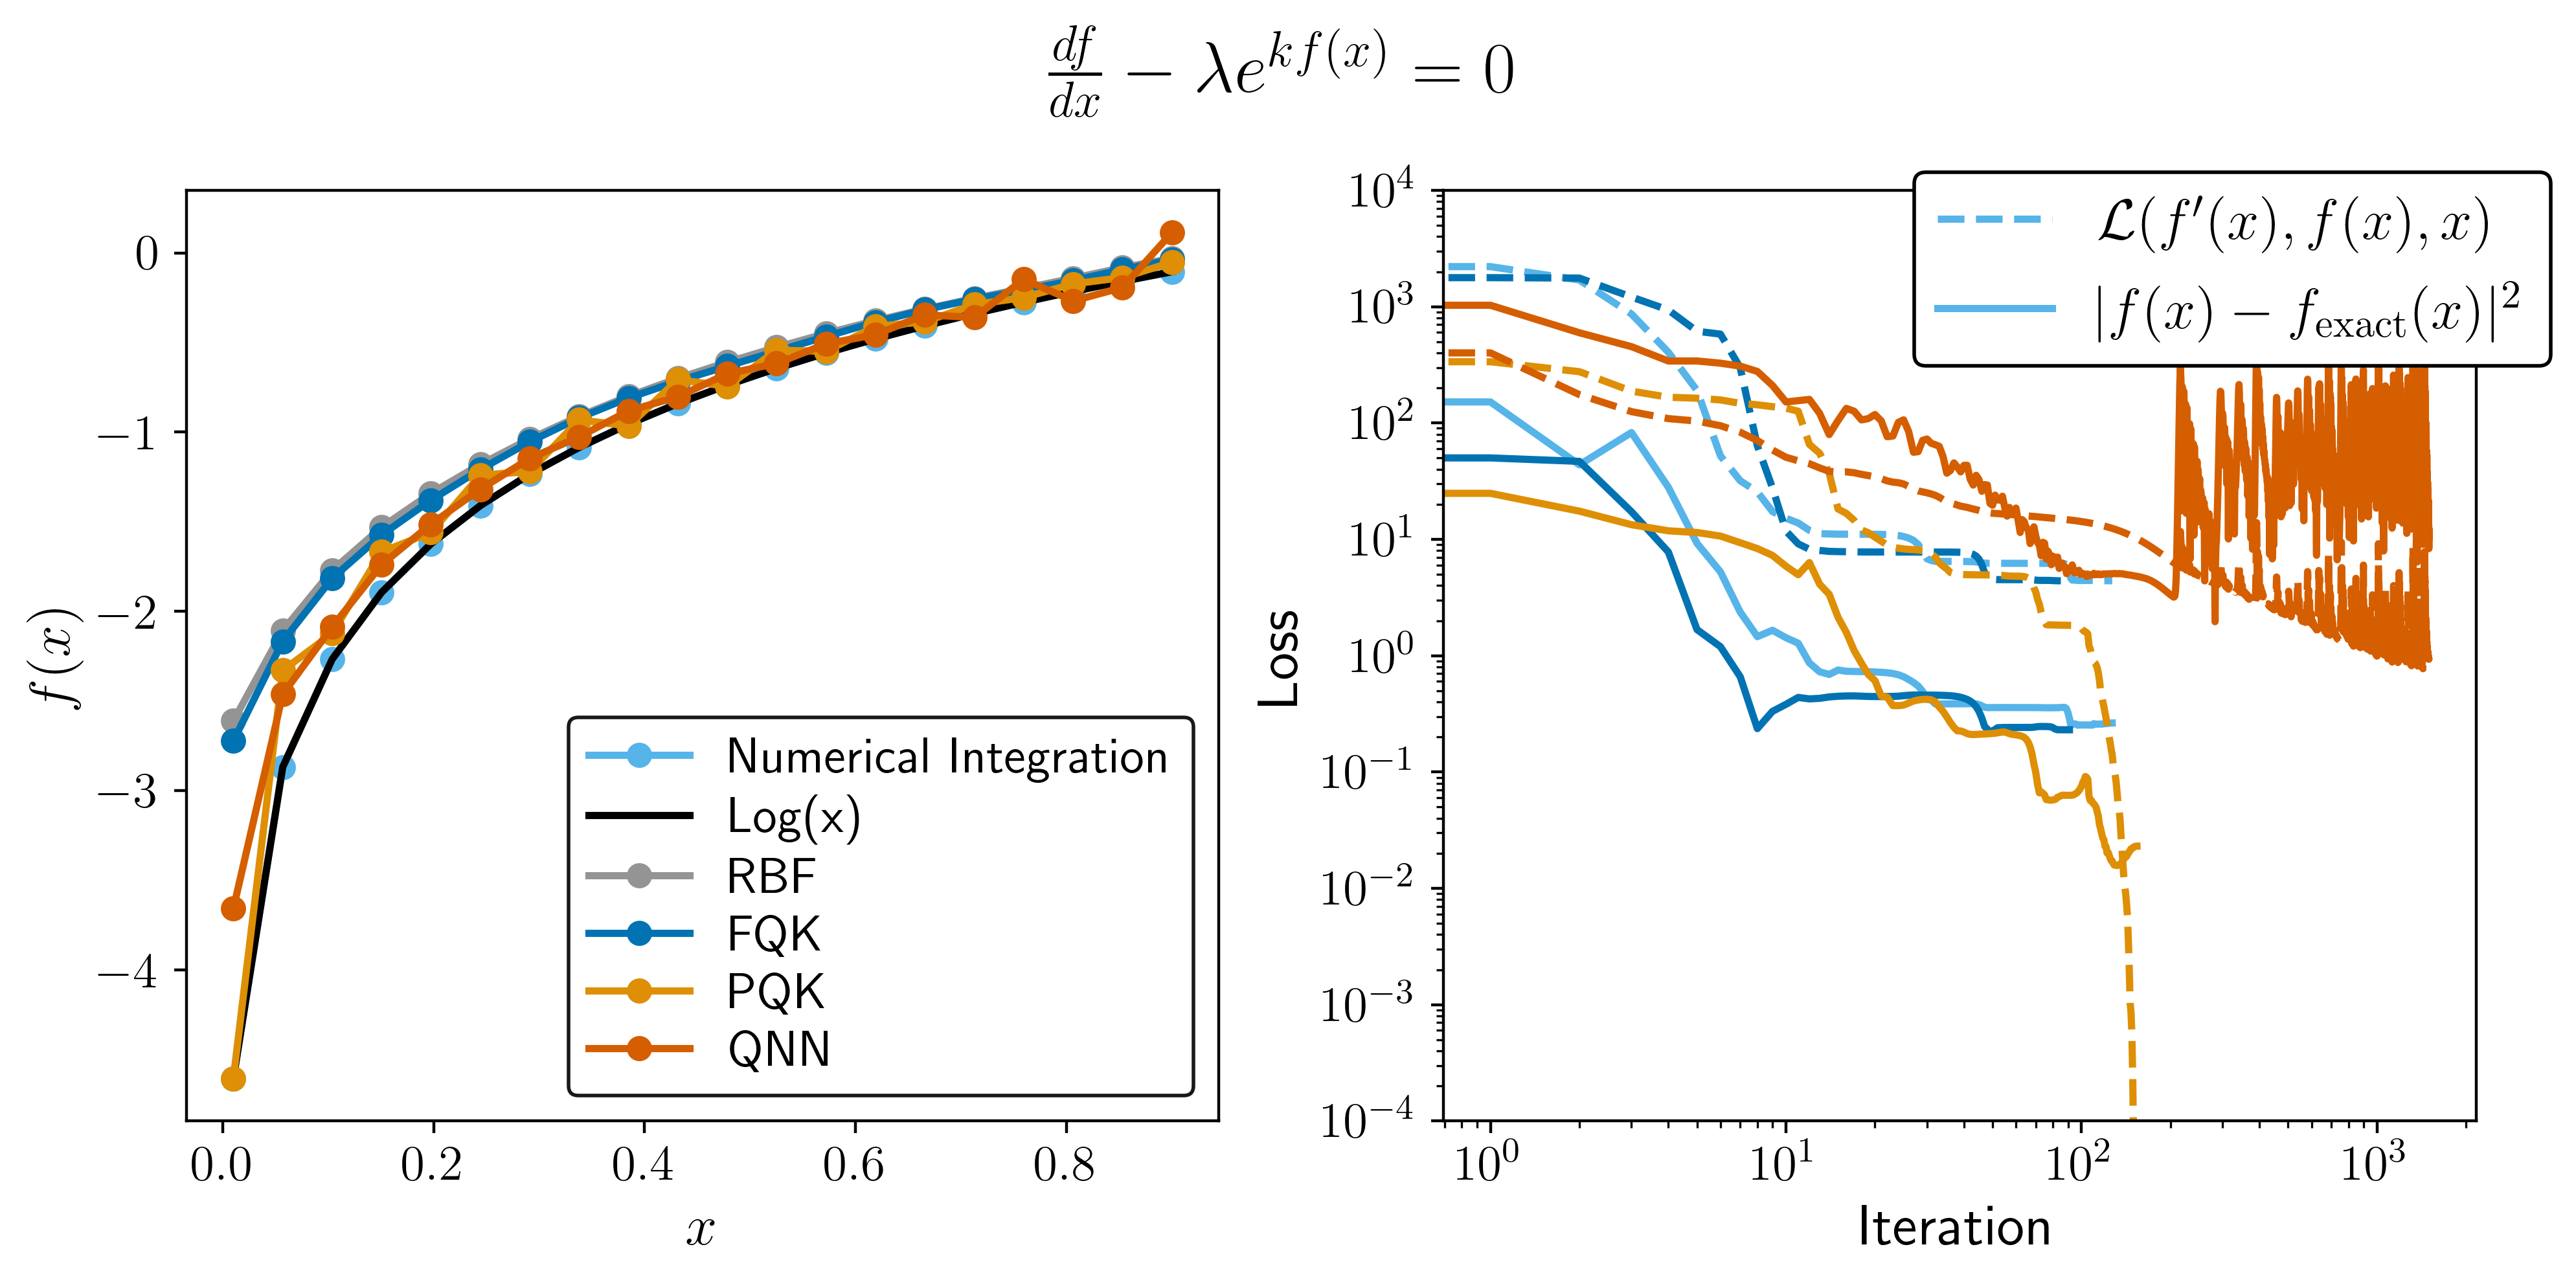 df/dx − λe^{kf(x)} = 0
f(x)
0
−1
−2
−3
−4
0.0 0.2 0.4 0.6 0.8
x
Numerical Integration
Log(x)
RBF
FQK
PQK
QNN
Loss
10^4
10^3
10^2
10^1
10^0
10^{-1}
10^{-2}
10^{-3}
10^{-4}
10^0 10^1 10^2 10^3
Iteration
ℒ(f′(x), f(x), x)
|f(x) − f_exact(x)|^2